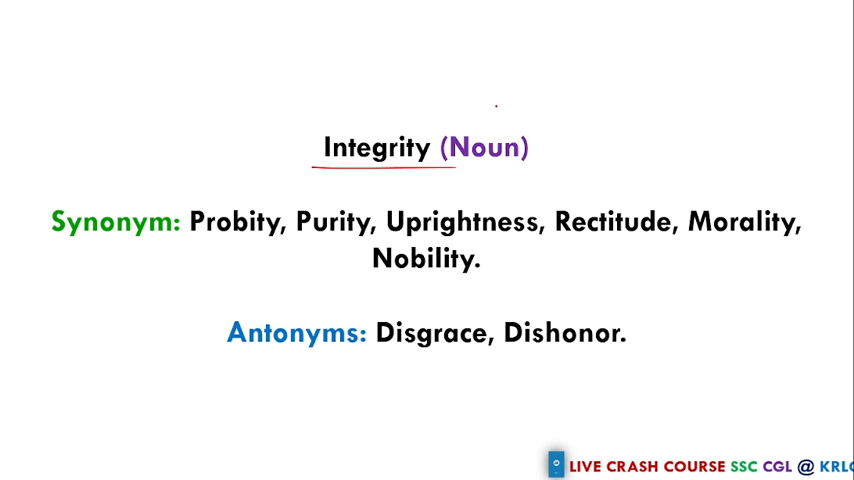 Integrity (Noun)
Synonym: Probity, Purity, Uprightness, Rectitude, Morality,
Nobility.
Antonyms: Disgrace, Dishonor.
LIVE CRASH COURSE SSC CGL @